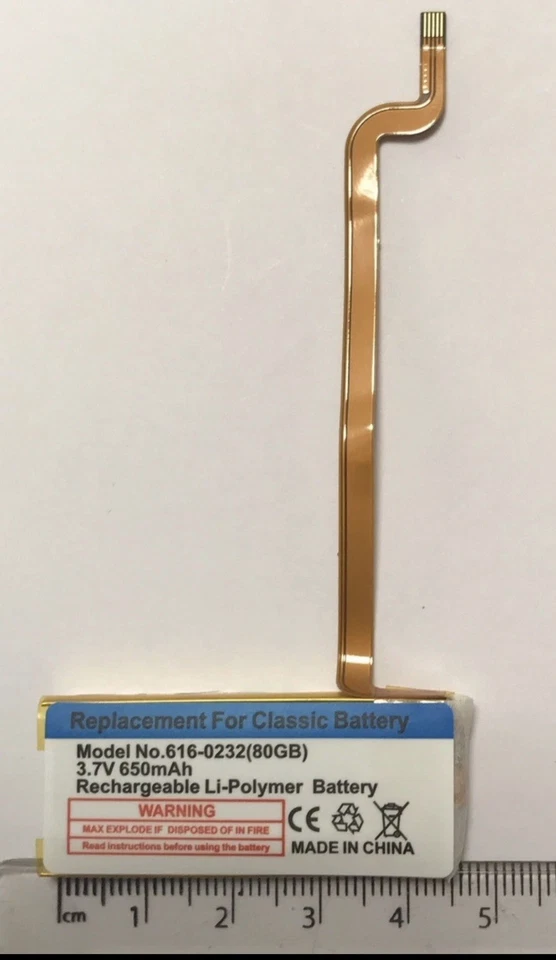 Replacement For Classic Battery
Model No.616-0232(80GB)
3.7V 650mAh
Rechargeable Li-Polymer Battery
WARNING
MAX EXPLODE IF DISPOSED OF IN FIRE
Read instructions before using the battery
CE
MADE IN CHINA
cm 1 2 3 4 5